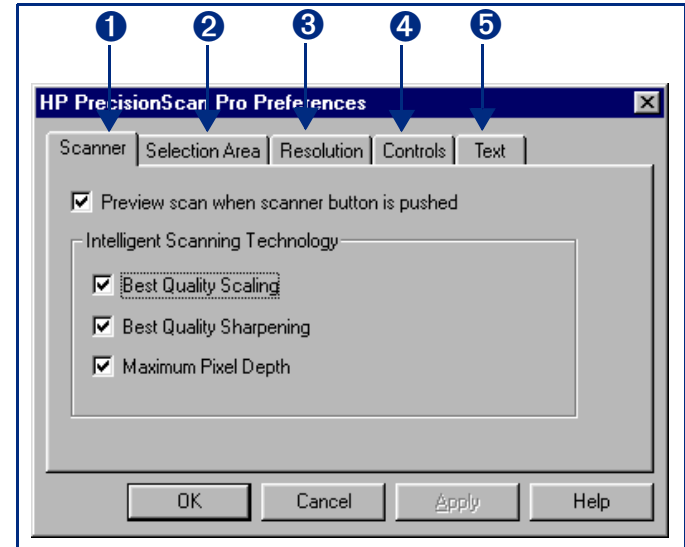 1 2 3 4 5
HP PrecisionScan Pro Preferences
Scanner Selection Area Resolution Controls Text
Preview scan when scanner button is pushed
Intelligent Scanning Technology
Best Quality Scaling
Best Quality Sharpening
Maximum Pixel Depth
OK Cancel Apply Help